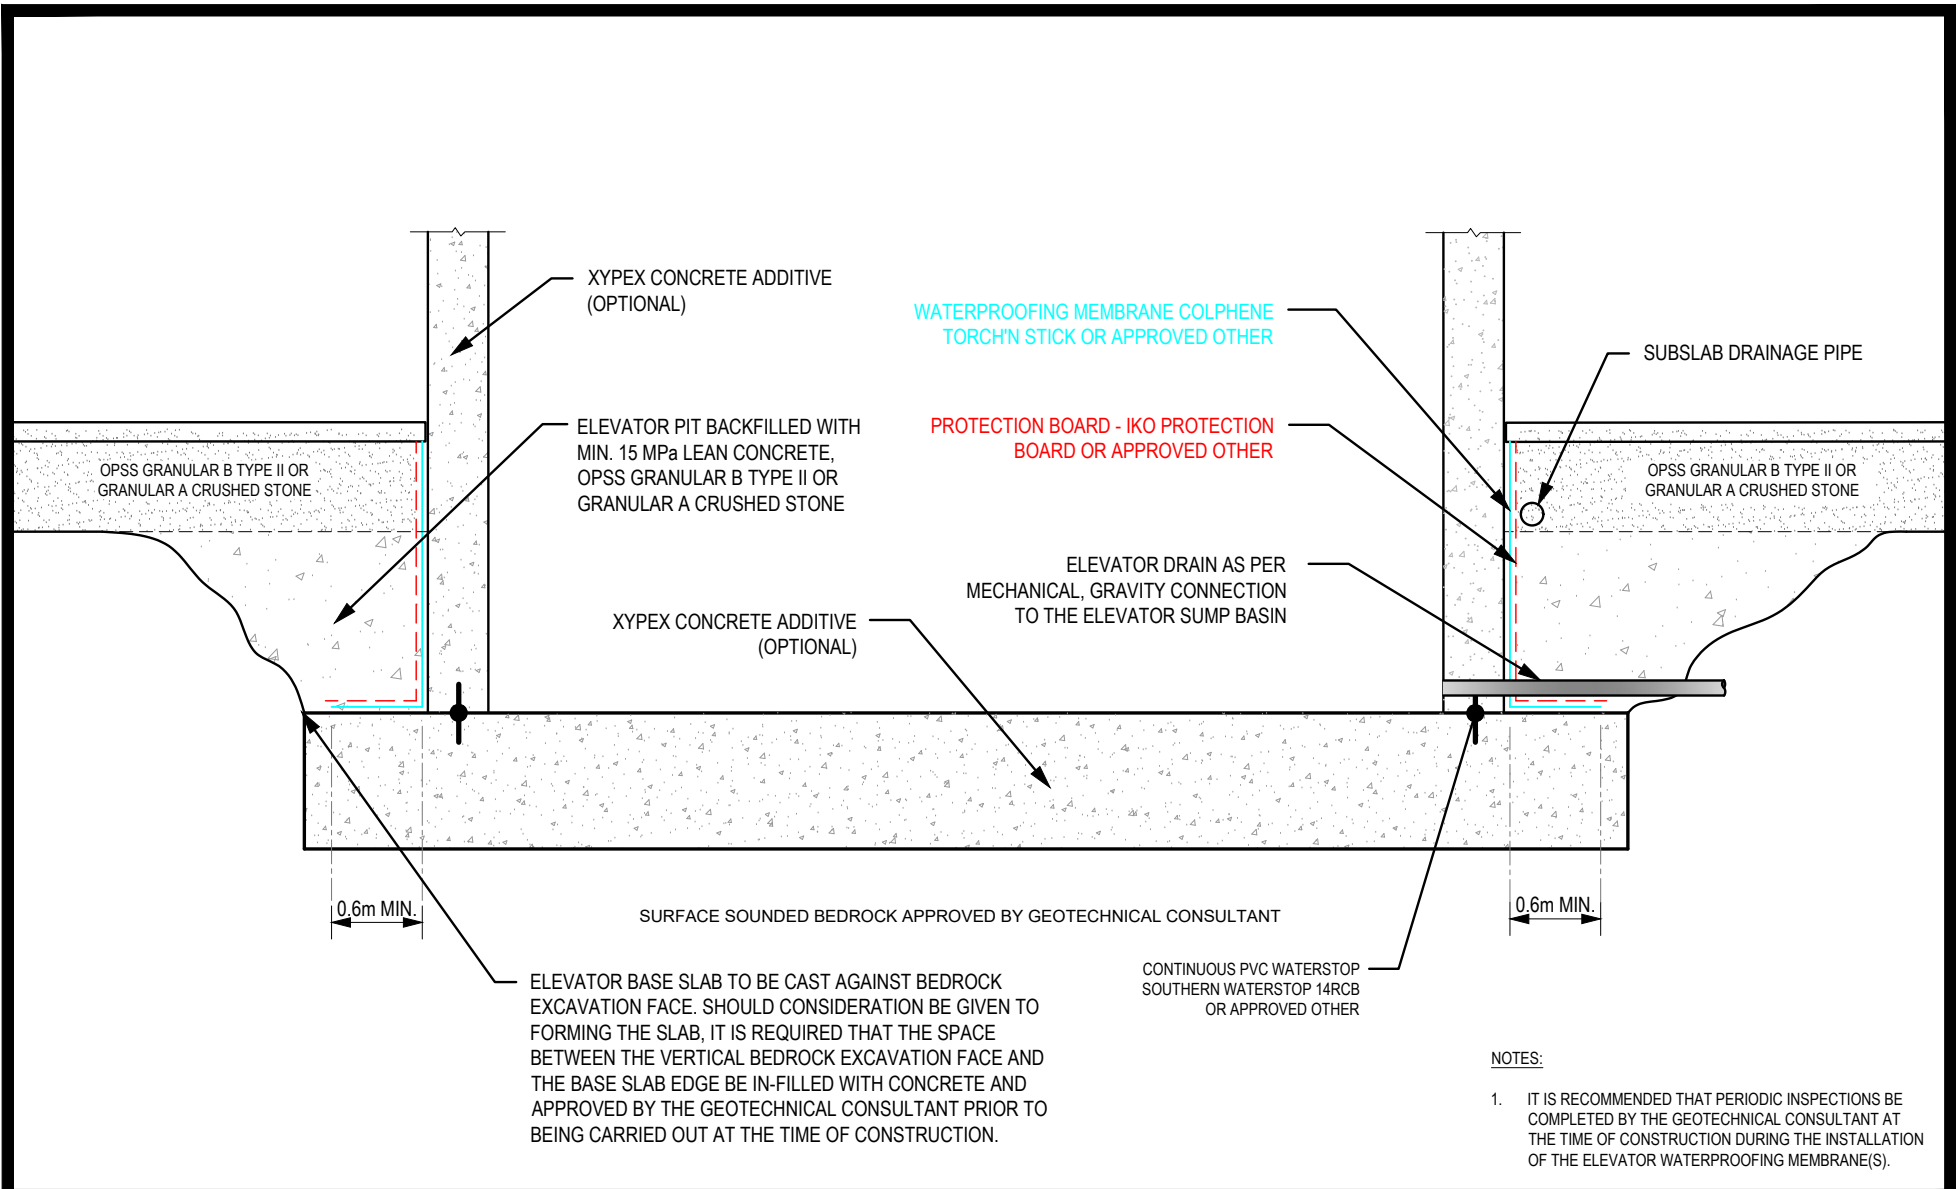 XYPEX CONCRETE ADDITIVE
(OPTIONAL)
WATERPROOFING MEMBRANE COLPHENE
TORCH'N STICK OR APPROVED OTHER
SUBSLAB DRAINAGE PIPE
ELEVATOR PIT BACKFILLED WITH
MIN. 15 MPa LEAN CONCRETE,
OPSS GRANULAR B TYPE II OR
GRANULAR A CRUSHED STONE
PROTECTION BOARD - IKO PROTECTION
BOARD OR APPROVED OTHER
OPSS GRANULAR B TYPE II OR
GRANULAR A CRUSHED STONE
OPSS GRANULAR B TYPE II OR
GRANULAR A CRUSHED STONE
ELEVATOR DRAIN AS PER
MECHANICAL, GRAVITY CONNECTION
TO THE ELEVATOR SUMP BASIN
XYPEX CONCRETE ADDITIVE
(OPTIONAL)
0.6m MIN.
SURFACE SOUNDED BEDROCK APPROVED BY GEOTECHNICAL CONSULTANT
0.6m MIN.
ELEVATOR BASE SLAB TO BE CAST AGAINST BEDROCK
EXCAVATION FACE. SHOULD CONSIDERATION BE GIVEN TO
FORMING THE SLAB, IT IS REQUIRED THAT THE SPACE
BETWEEN THE VERTICAL BEDROCK EXCAVATION FACE AND
THE BASE SLAB EDGE BE IN-FILLED WITH CONCRETE AND
APPROVED BY THE GEOTECHNICAL CONSULTANT PRIOR TO
BEING CARRIED OUT AT THE TIME OF CONSTRUCTION.
CONTINUOUS PVC WATERSTOP
SOUTHERN WATERSTOP 14RCB
OR APPROVED OTHER
NOTES:
1. IT IS RECOMMENDED THAT PERIODIC INSPECTIONS BE
COMPLETED BY THE GEOTECHNICAL CONSULTANT AT
THE TIME OF CONSTRUCTION DURING THE INSTALLATION
OF THE ELEVATOR WATERPROOFING MEMBRANE(S).